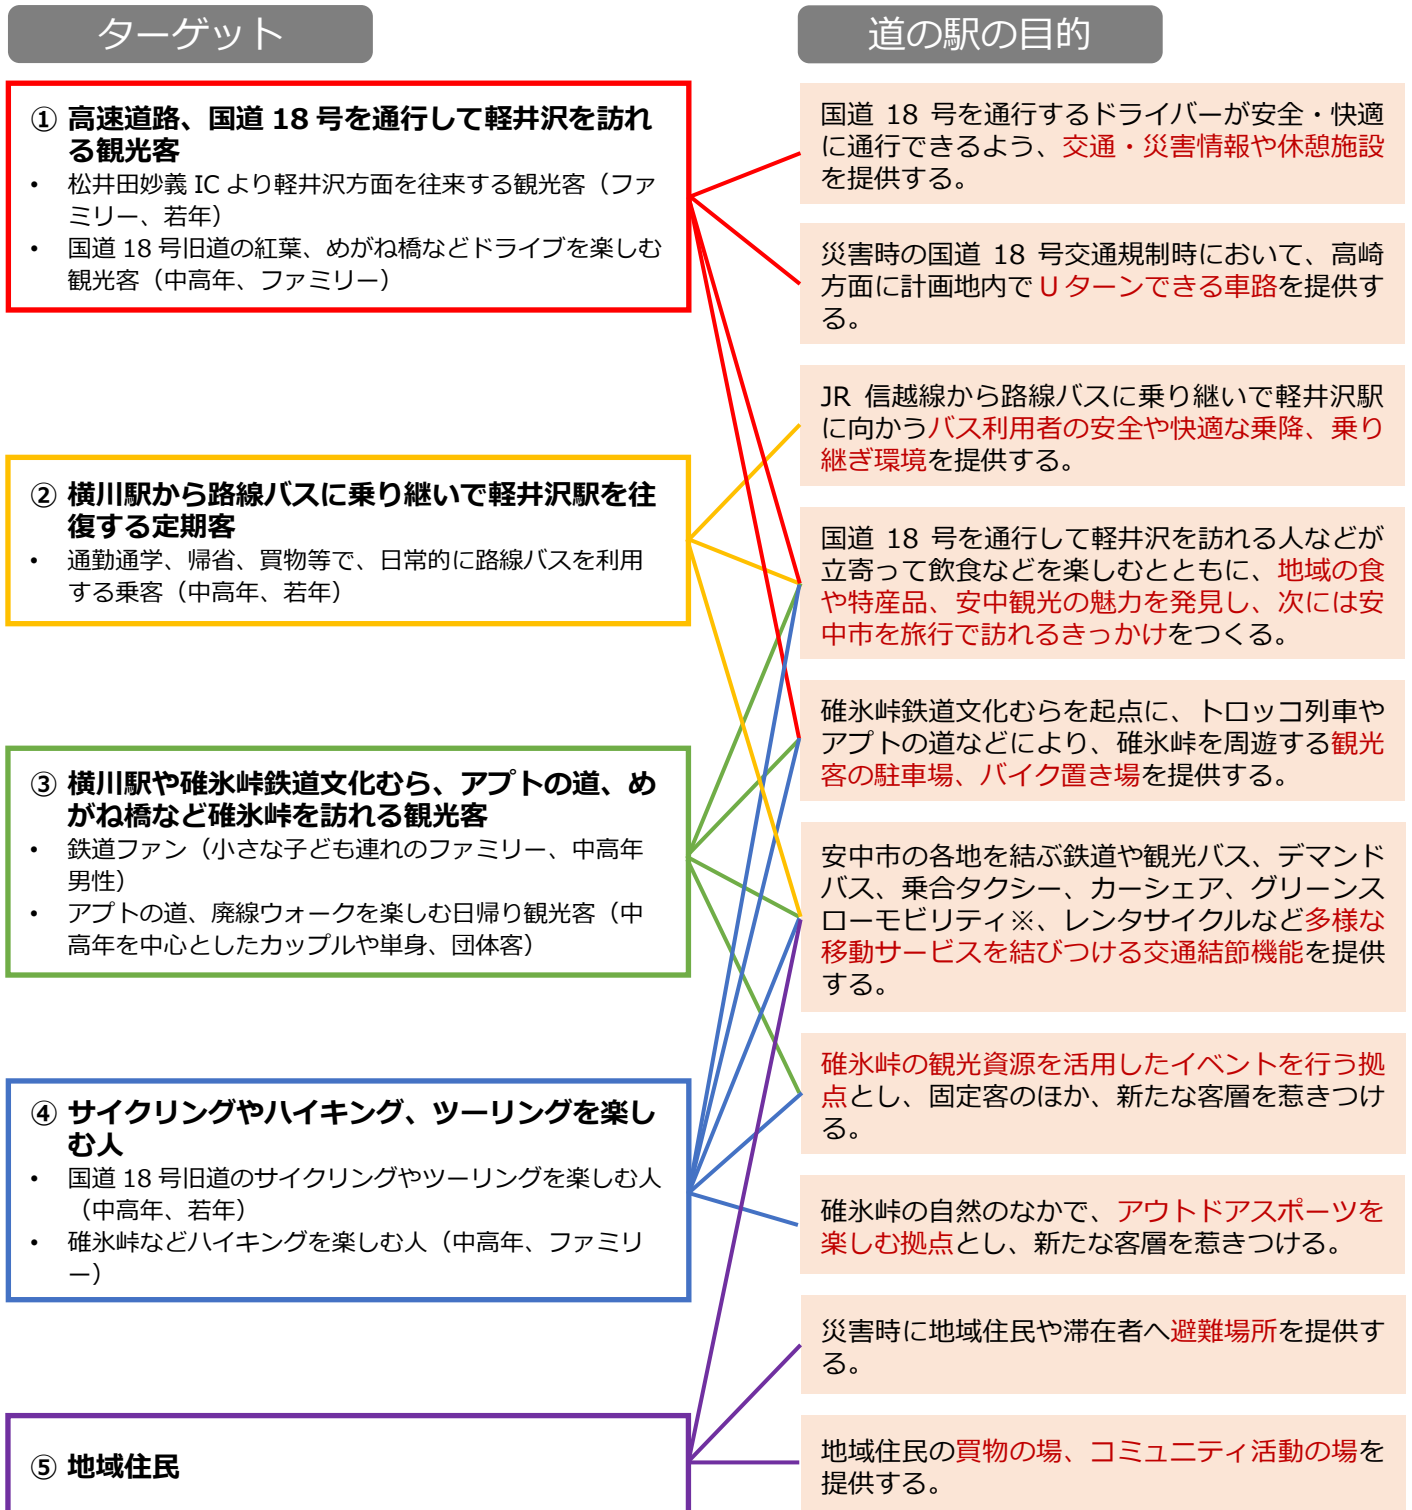 ターゲット
① 高速道路、国道 18 号を通行して軽井沢を訪れ
る観光客
• 松井田妙義 IC より軽井沢方面を往来する観光客（ファ
ミリー、若年）
• 国道 18 号旧道の紅葉、めがね橋などドライブを楽しむ
観光客（中高年、ファミリー）
② 横川駅から路線バスに乗り継いで軽井沢駅を往
復する定期客
• 通勤通学、帰省、買物等で、日常的に路線バスを利用
する乗客（中高年、若年）
③ 横川駅や碓氷峠鉄道文化むら、アプトの道、め
がね橋など碓氷峠を訪れる観光客
• 鉄道ファン（小さな子ども連れのファミリー、中高年
男性）
• アプトの道、廃線ウォークを楽しむ日帰り観光客（中
高年を中心としたカップルや単身、団体客）
④ サイクリングやハイキング、ツーリングを楽し
む人
• 国道 18 号旧道のサイクリングやツーリングを楽しむ人
（中高年、若年）
• 碓氷峠などハイキングを楽しむ人（中高年、ファミリ
ー）
⑤ 地域住民
道の駅の目的
国道 18 号を通行するドライバーが安全・快適
に通行できるよう、交通・災害情報や休憩施設
を提供する。
災害時の国道 18 号交通規制時において、高崎
方面に計画地内でＵターンできる車路を提供す
る。
JR 信越線から路線バスに乗り継いで軽井沢駅
に向かうバス利用者の安全や快適な乗降、乗り
継ぎ環境を提供する。
国道 18 号を通行して軽井沢を訪れる人などが
立寄って飲食などを楽しむとともに、地域の食
や特産品、安中観光の魅力を発見し、次には安
中市を旅行で訪れるきっかけをつくる。
碓氷峠鉄道文化むらを起点に、トロッコ列車や
アプトの道などにより、碓氷峠を周遊する観光
客の駐車場、バイク置き場を提供する。
安中市の各地を結ぶ鉄道や観光バス、デマンド
バス、乗合タクシー、カーシェア、グリーンス
ローモビリティ※、レンタサイクルなど多様な
移動サービスを結びつける交通結節機能を提供
する。
碓氷峠の観光資源を活用したイベントを行う拠
点とし、固定客のほか、新たな客層を惹きつけ
る。
碓氷峠の自然のなかで、アウトドアスポーツを
楽しむ拠点とし、新たな客層を惹きつける。
災害時に地域住民や滞在者へ避難場所を提供す
る。
地域住民の買物の場、コミュニティ活動の場を
提供する。